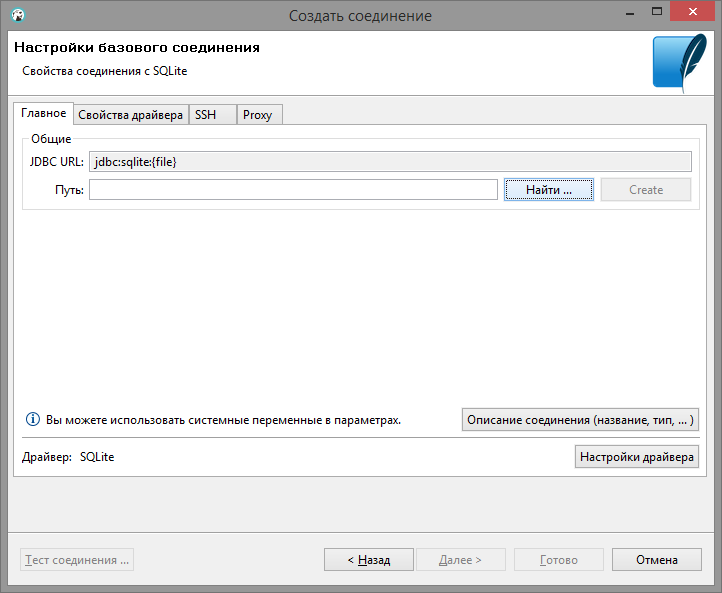 Создать соединение
Настройки базового соединения
Свойства соединения с SQLite
Главное Свойства драйвера SSH Proxy
Общие
JDBC URL: jdbc:sqlite:{file}
Путь: Найти ... Create
Вы можете использовать системные переменные в параметрах. Описание соединения (название, тип, ... )
Драйвер: SQLite Настройки драйвера
Тест соединения ... < Назад Далее > Готово Отмена